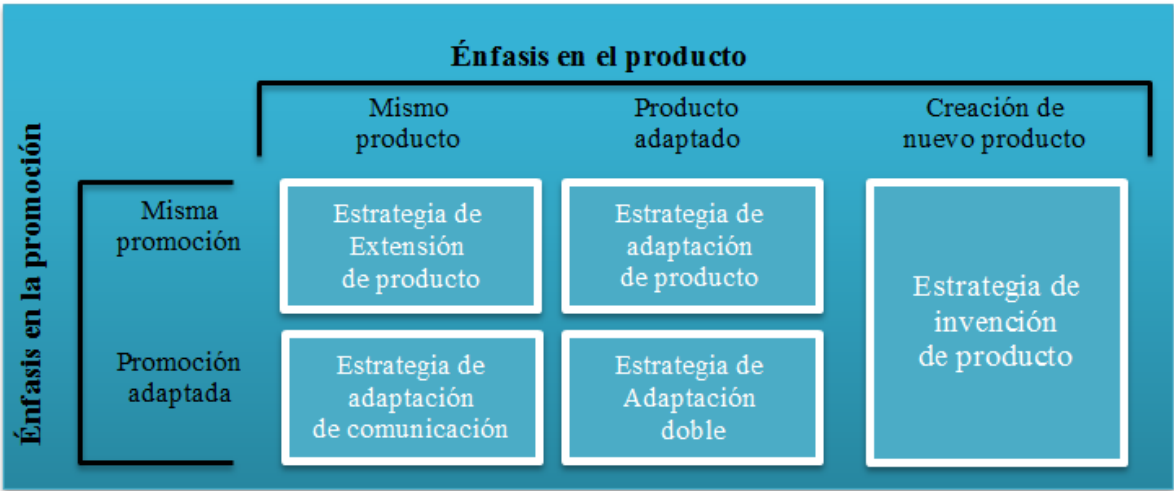 Énfasis en el producto
Mismo
producto
Producto
adaptado
Creación de
nuevo producto
Énfasis en la promoción
Misma
promoción
Estrategia de
Extensión
de producto
Estrategia de
adaptación
de producto
Estrategia de
invención
de producto
Promoción
adaptada
Estrategia de
adaptación
de comunicación
Estrategia de
Adaptación
doble